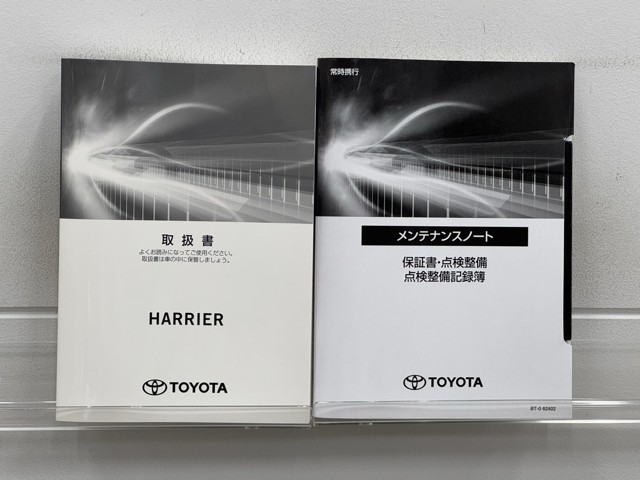 取扱書
よくお読みになってご使用ください。
取扱書は車の中に保管しましょう。
HARRIER
TOYOTA
常時携行
メンテナンスノート
保証書・点検整備
点検整備記録簿
TOYOTA
BT-0 62402